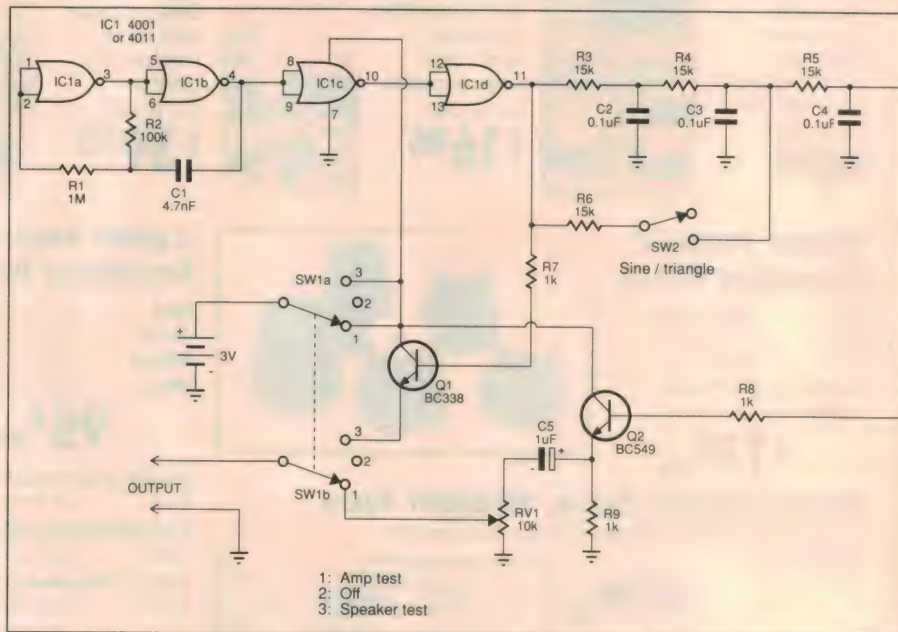 IC1 4001
or 4011
1
2
IC1a
3
5
6
IC1b
4
8
9
IC1c
10
7
12
13
IC1d
11
R3
15k
R4
15k
R5
15k
C2
0.1uF
C3
0.1uF
C4
0.1uF
R2
100k
R1
1M
C1
4.7nF
R6
15k
SW2
Sine / triangle
R7
1k
SW1a
3
2
1
+
3V
-
Q1
BC338
R8
1k
Q2
BC549
C5
1uF
+
-
3
2
1
SW1b
OUTPUT
RV1
10k
R9
1k
1: Amp test
2: Off
3: Speaker test